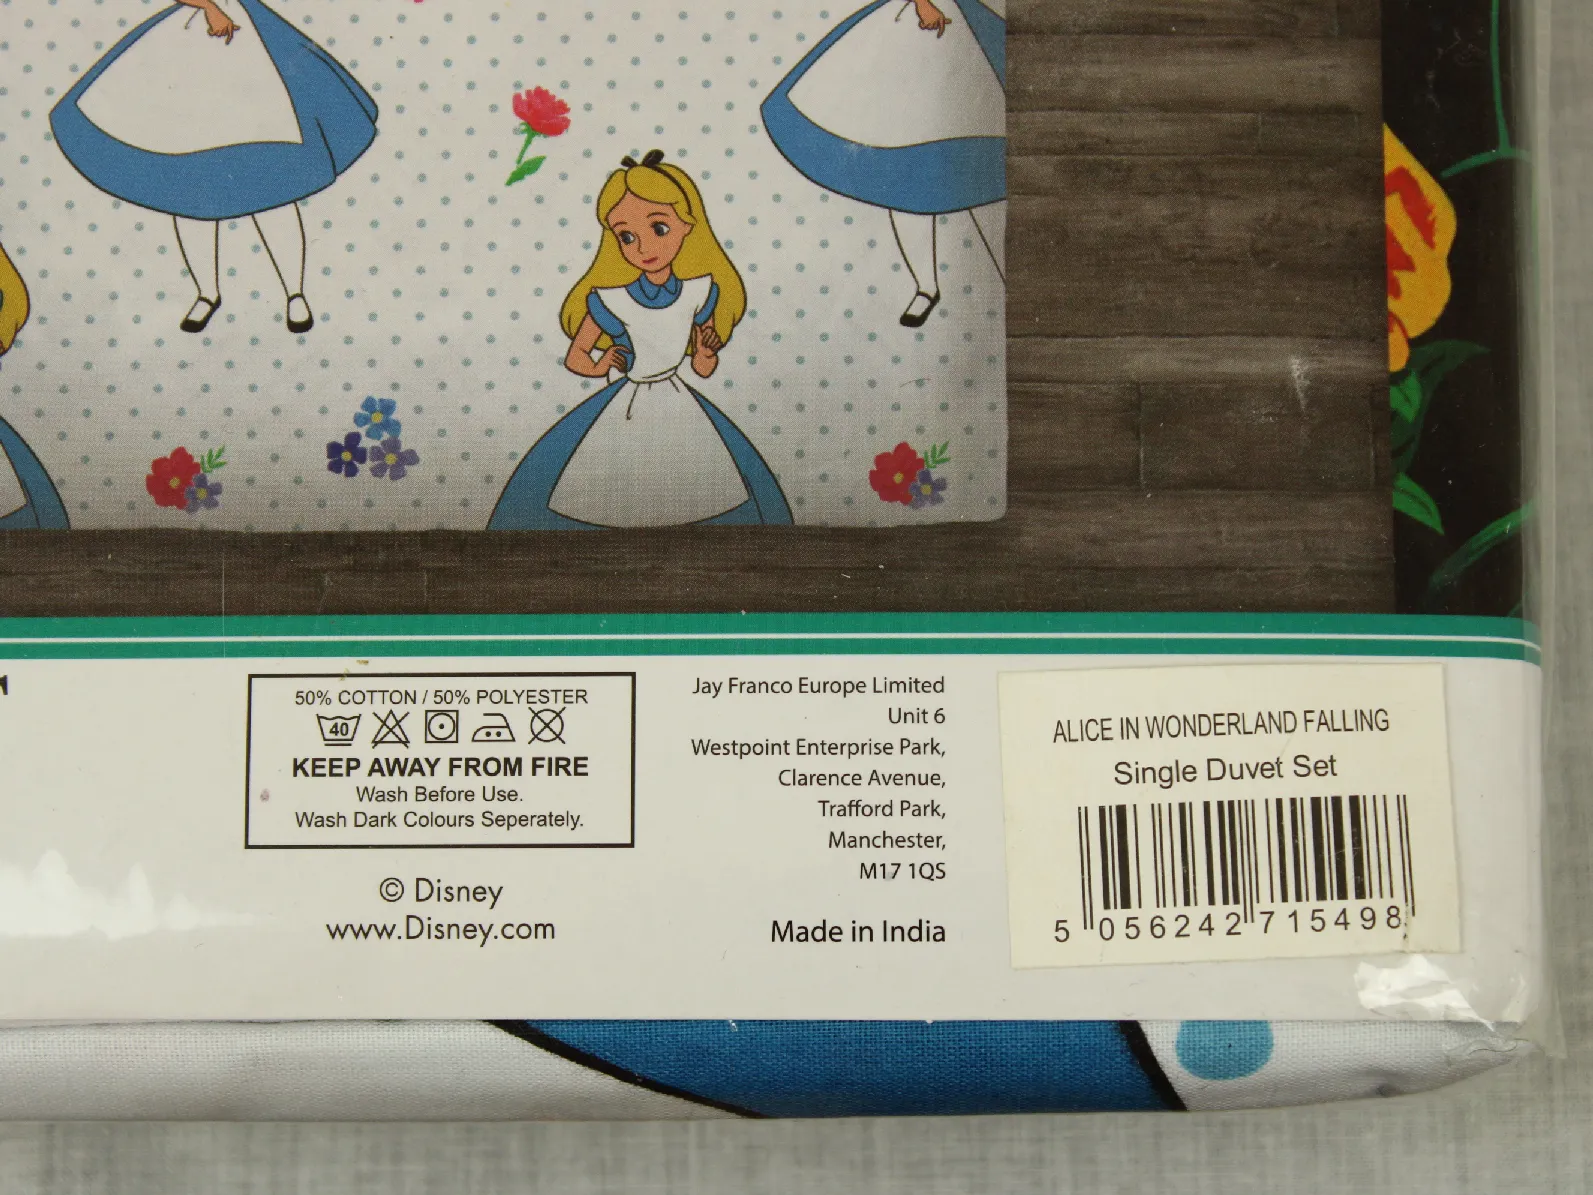 50% COTTON / 50% POLYESTER
40
KEEP AWAY FROM FIRE
Wash Before Use.
Wash Dark Colours Seperately.
© Disney
www.Disney.com
Jay Franco Europe Limited
Unit 6
Westpoint Enterprise Park,
Clarence Avenue,
Trafford Park,
Manchester,
M17 1QS
Made in India
ALICE IN WONDERLAND FALLING
Single Duvet Set
5 056242 715498